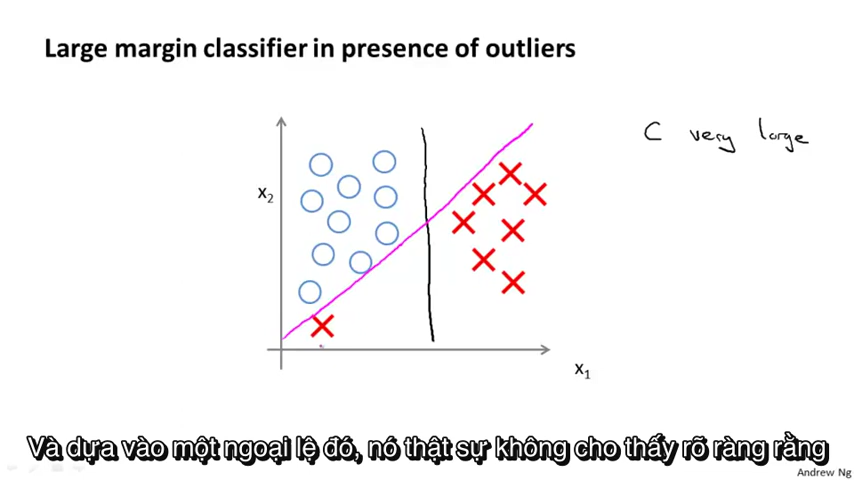 Large margin classifier in presence of outliers
C very large
x2
x1
Và dựa vào một ngoại lệ đó, nó thật sự không cho thấy rõ ràng rằng
Andrew Ng